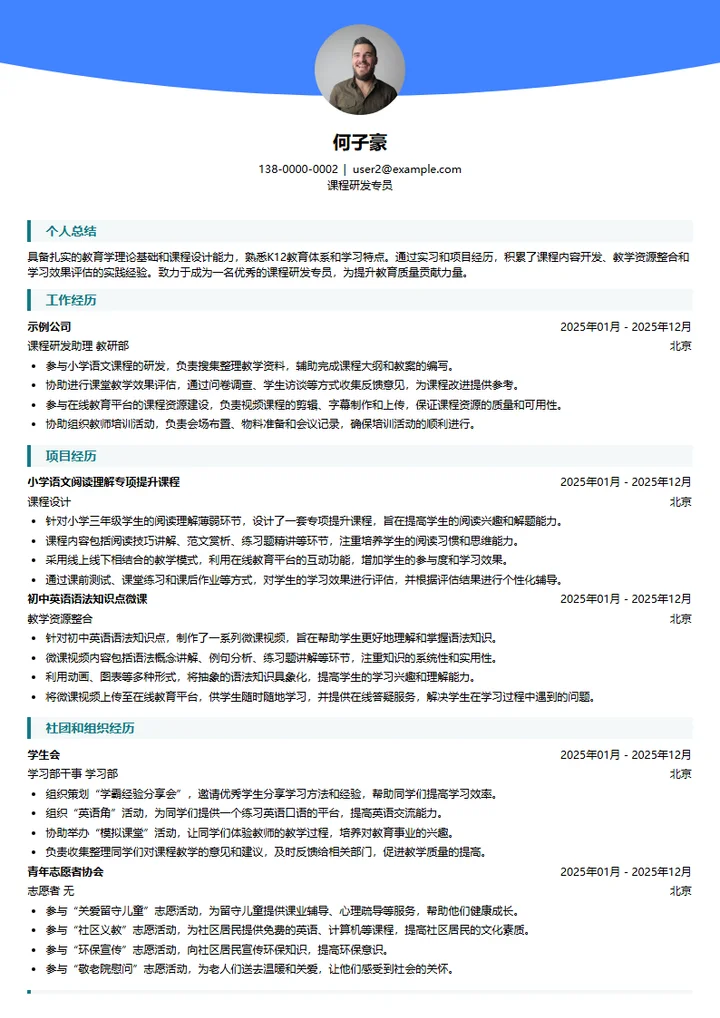 何子豪
138-0000-0002 | user2@example.com
课程研发专员
个人总结
具备扎实的教育学理论基础和课程设计能力，熟悉K12教育体系和学习特点。通过实习和项目经历，积累了课程内容开发、教学资源整合和
学习效果评估的实践经验。致力于成为一名优秀的课程研发专员，为提升教育质量贡献力量。
工作经历
示例公司 2025年01月 - 2025年12月
课程研发助理 教研部 北京
• 参与小学语文课程的研发，负责搜集整理教学资料，辅助完成课程大纲和教案的编写。
• 协助进行课堂教学效果评估，通过问卷调查、学生访谈等方式收集反馈意见，为课程改进提供参考。
• 参与在线教育平台的课程资源建设，负责视频课程的剪辑、字幕制作和上传，保证课程资源的质量和可用性。
• 协助组织教师培训活动，负责会场布置、物料准备和会议记录，确保培训活动的顺利进行。
项目经历
小学语文阅读理解专项提升课程 2025年01月 - 2025年12月
课程设计 北京
• 针对小学三年级学生的阅读理解薄弱环节，设计了一套专项提升课程，旨在提高学生的阅读兴趣和解题能力。
• 课程内容包括阅读技巧讲解、范文赏析、练习题精讲等环节，注重培养学生的阅读习惯和思维能力。
• 采用线上线下相结合的教学模式，利用在线教育平台的互动功能，增加学生的参与度和学习效果。
• 通过课前测试、课堂练习和课后作业等方式，对学生的学习效果进行评估，并根据评估结果进行个性化辅导。
初中英语语法知识点微课 2025年01月 - 2025年12月
教学资源整合 北京
• 针对初中英语语法知识点，制作了一系列微课视频，旨在帮助学生更好地理解和掌握语法知识。
• 微课视频内容包括语法概念讲解、例句分析、练习题讲解等环节，注重知识的系统性和实用性。
• 利用动画、图表等多种形式，将抽象的语法知识具象化，提高学生的学习兴趣和理解能力。
• 将微课视频上传至在线教育平台，供学生随时随地学习，并提供在线答疑服务，解决学生在学习过程中遇到的问题。
社团和组织经历
学生会 2025年01月 - 2025年12月
学习部干事 学习部 北京
• 组织策划“学霸经验分享会”，邀请优秀学生分享学习方法和经验，帮助同学们提高学习效率。
• 组织“英语角”活动，为同学们提供一个练习英语口语的平台，提高英语交流能力。
• 协助举办“模拟课堂”活动，让同学们体验教师的教学过程，培养对教育事业的兴趣。
• 负责收集整理同学们对课程教学的意见和建议，及时反馈给相关部门，促进教学质量的提高。
青年志愿者协会 2025年01月 - 2025年12月
志愿者 无 北京
• 参与“关爱留守儿童”志愿活动，为留守儿童提供课业辅导、心理疏导等服务，帮助他们健康成长。
• 参与“社区义教”志愿活动，为社区居民提供免费的英语、计算机等课程，提高社区居民的文化素质。
• 参与“环保宣传”志愿活动，向社区居民宣传环保知识，提高环保意识。
• 参与“敬老院慰问”志愿活动，为老人们送去温暖和关爱，让他们感受到社会的关怀。